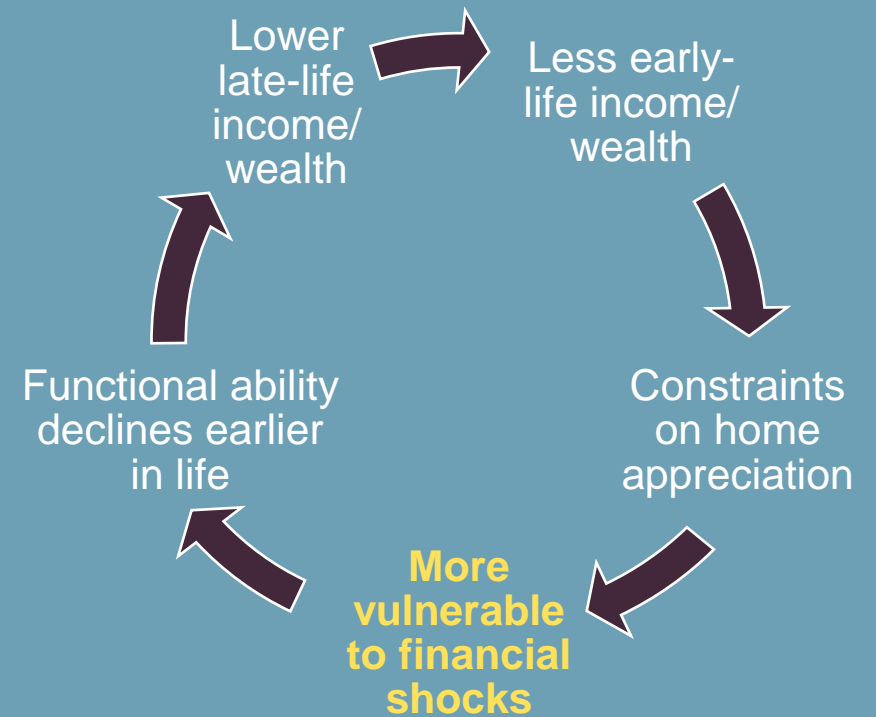 Lower
late-life
income/
wealth
Less early-
life income/
wealth
Constraints
on home
appreciation
More
vulnerable
to financial
shocks
Functional ability
declines earlier
in life